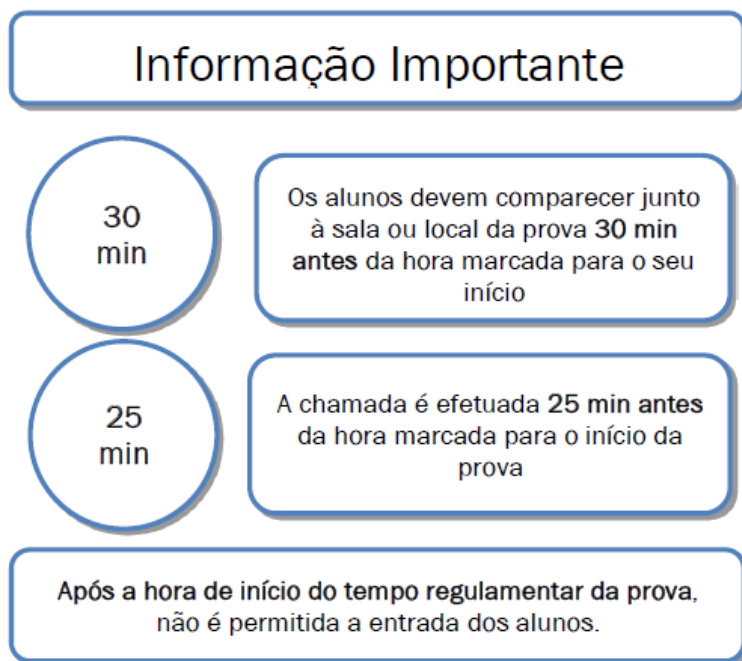 Informação Importante
30
min
Os alunos devem comparecer junto
à sala ou local da prova 30 min
antes da hora marcada para o seu
início
25
min
A chamada é efetuada 25 min antes
da hora marcada para o início da
prova
Após a hora de início do tempo regulamentar da prova,
não é permitida a entrada dos alunos.